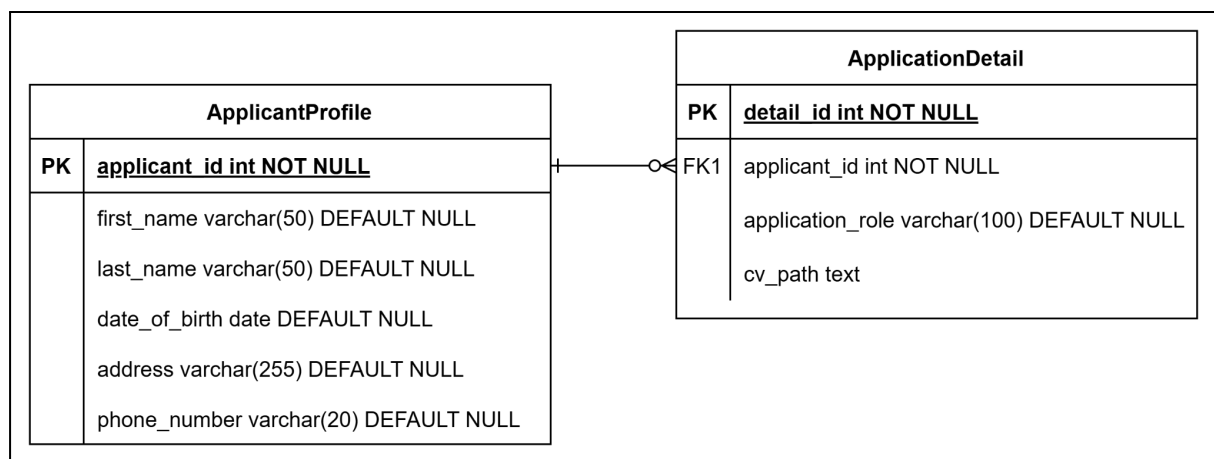 ApplicantProfile
PK applicant_id int NOT NULL
first_name varchar(50) DEFAULT NULL
last_name varchar(50) DEFAULT NULL
date_of_birth date DEFAULT NULL
address varchar(255) DEFAULT NULL
phone_number varchar(20) DEFAULT NULL
ApplicationDetail
PK detail_id int NOT NULL
FK1 applicant_id int NOT NULL
application_role varchar(100) DEFAULT NULL
cv_path text